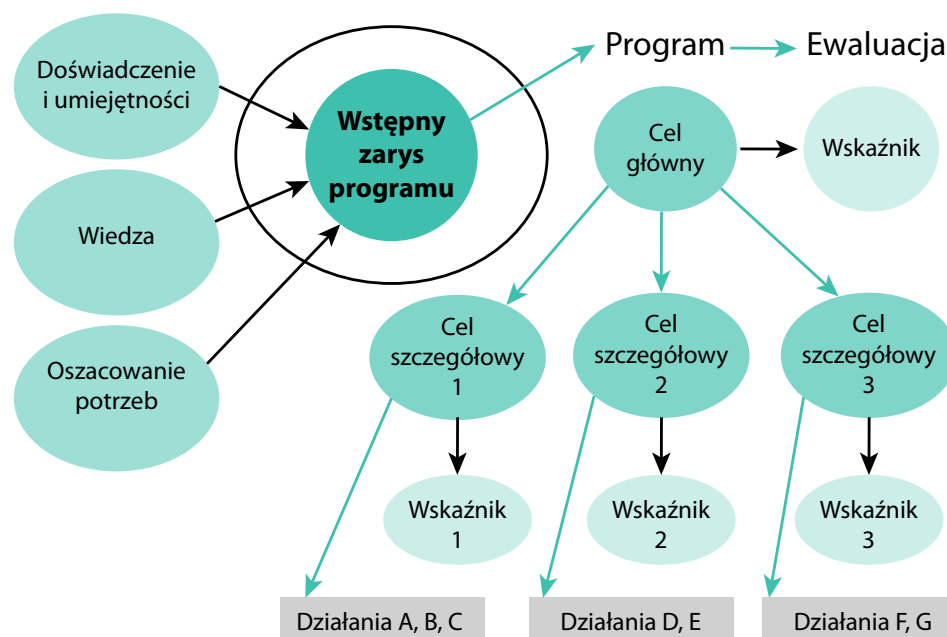 Doświadczenie
i umiejętności
Wiedza
Oszacowanie
potrzeb
Wstępny
zarys
programu
Program
Ewaluacja
Cel
główny
Wskaźnik
Cel
szczegółowy
1
Cel
szczegółowy
2
Cel
szczegółowy
3
Wskaźnik
1
Wskaźnik
2
Wskaźnik
3
Działania A, B, C
Działania D, E
Działania F, G